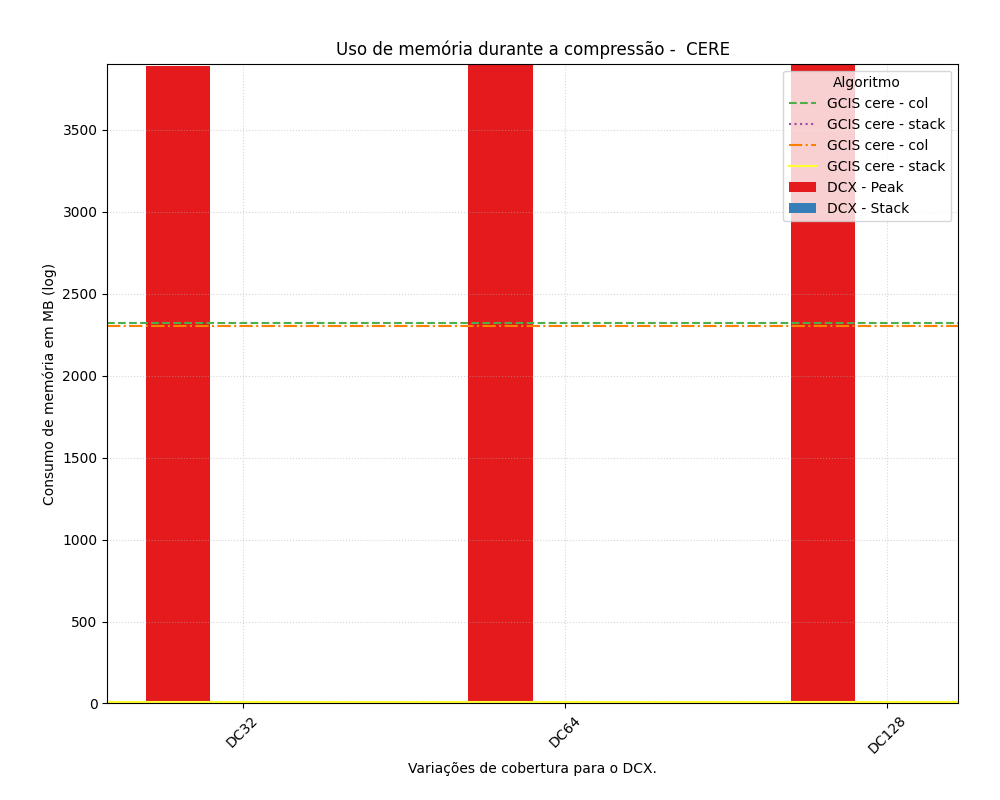 Uso de memória durante a compressão -  CERE
Algoritmo
GCIS cere - col
GCIS cere - stack
GCIS cere - col
GCIS cere - stack
DCX - Peak
DCX - Stack
Consumo de memória em MB (log)
3500
3000
2500
2000
1500
1000
500
0
DC32
DC64
DC128
Variações de cobertura para o DCX.